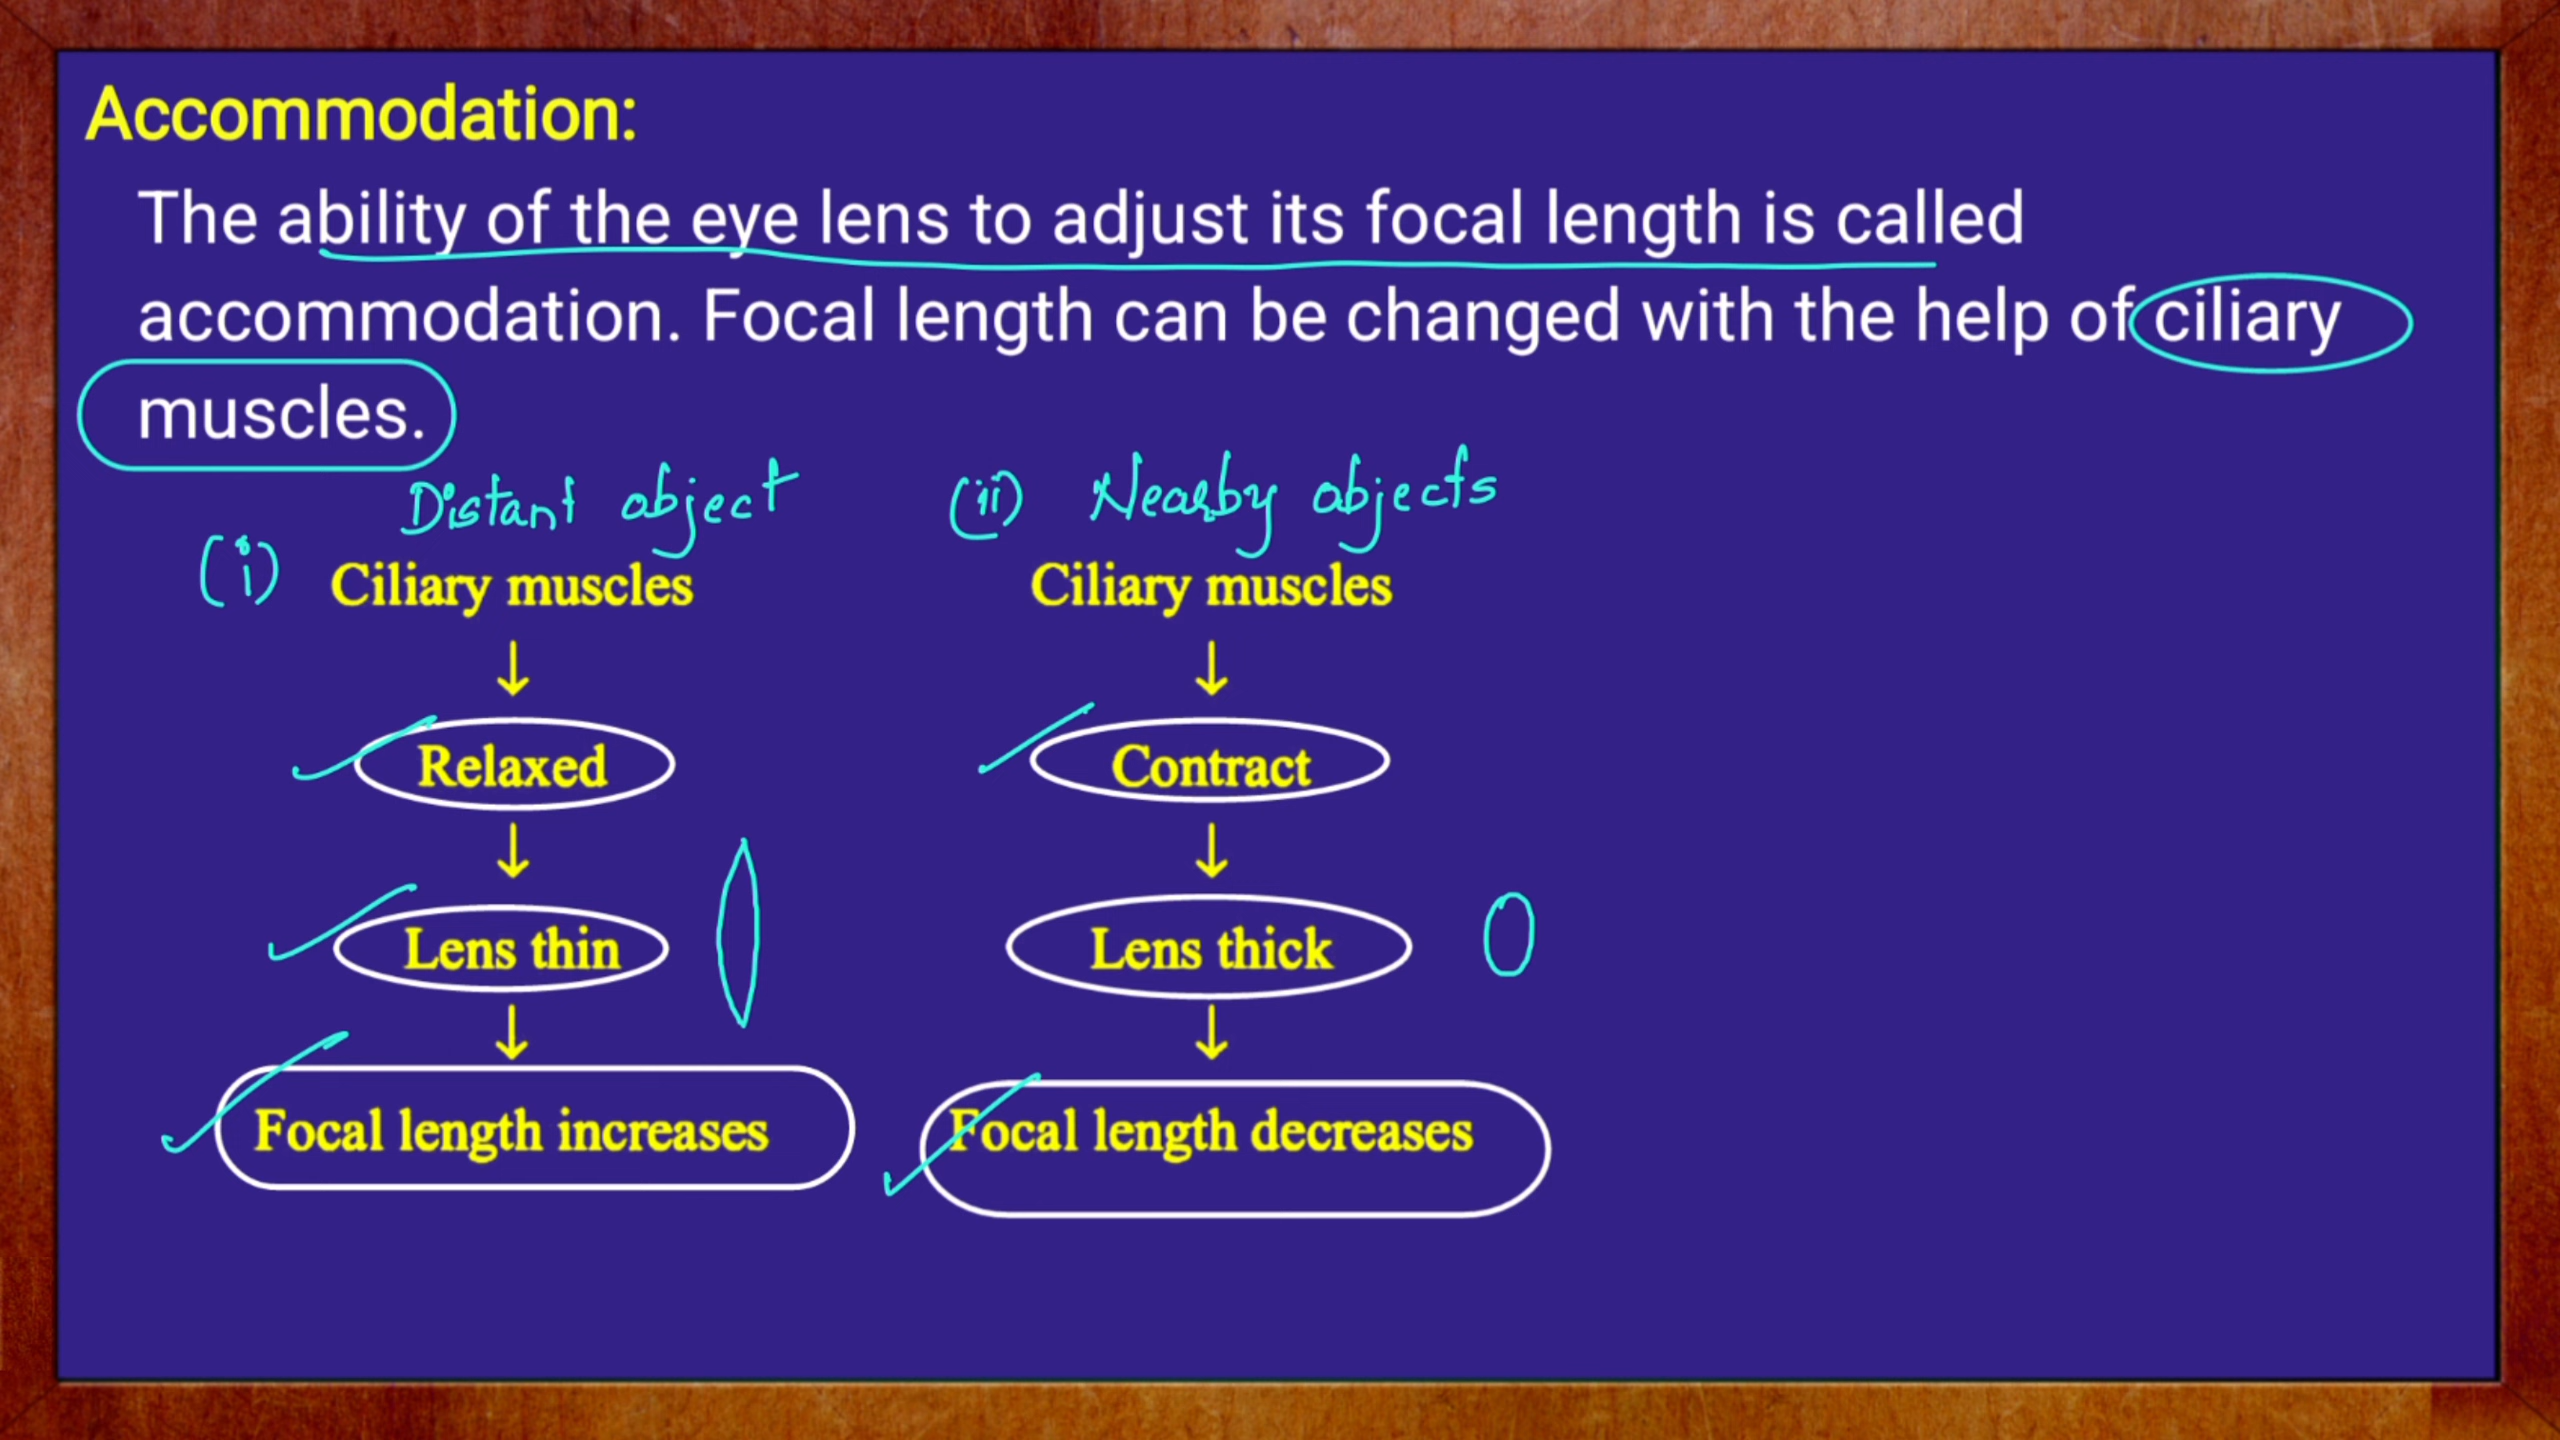 Accommodation:
The ability of the eye lens to adjust its focal length is called
accommodation. Focal length can be changed with the help of ciliary
muscles.
Distant object
(i) Ciliary muscles
Relaxed
Lens thin
Focal length increases
(ii) Nearby objects
Ciliary muscles
Contract
Lens thick
Focal length decreases